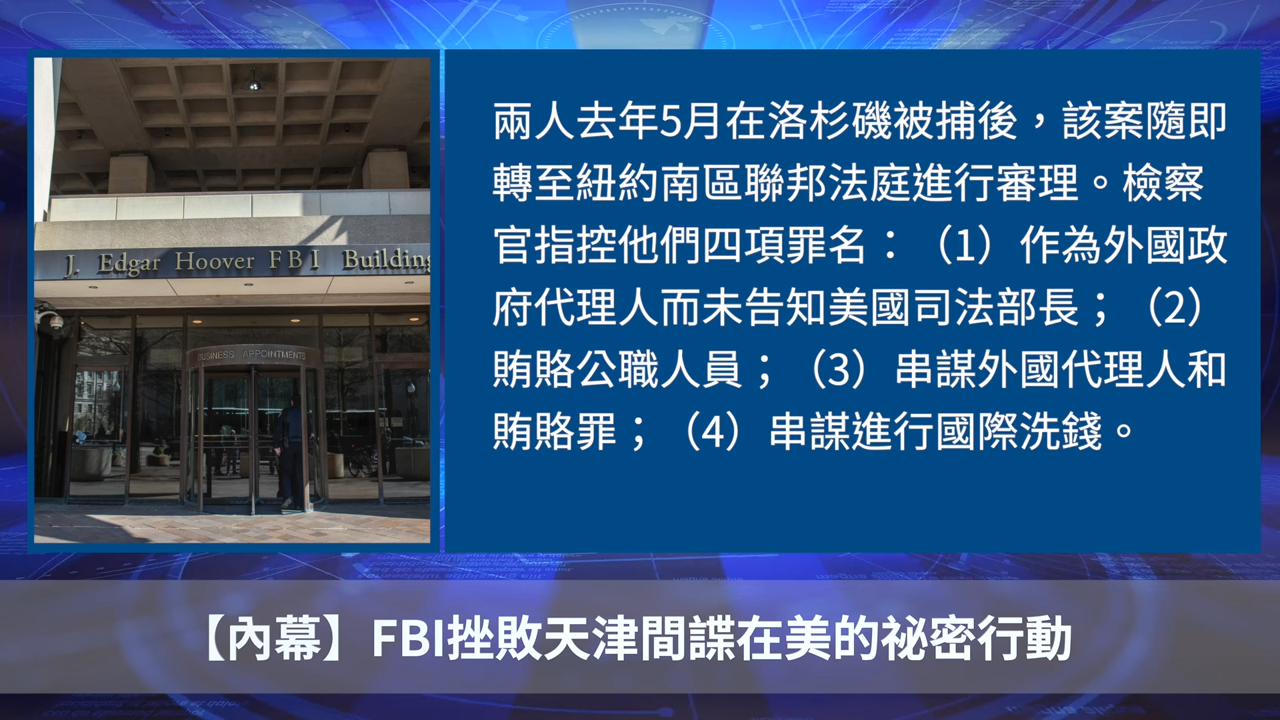 J. Edgar Hoover FBI Building
BUSINESS APPOINTMENTS
兩人去年5月在洛杉磯被捕後，該案隨即
轉至紐約南區聯邦法庭進行審理。檢察
官指控他們四項罪名：（1）作為外國政
府代理人而未告知美國司法部長；（2）
賄賂公職人員；（3）串謀外國代理人和
賄賂罪；（4）串謀進行國際洗錢。
【內幕】FBI挫敗天津間諜在美的祕密行動